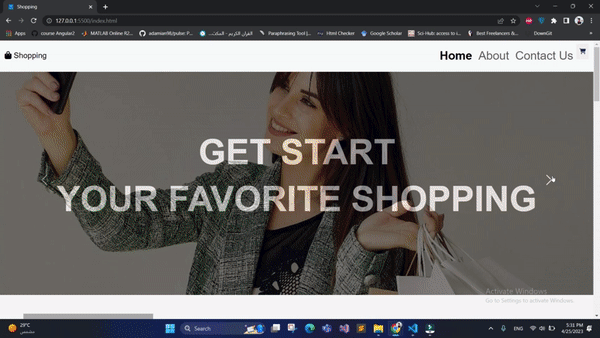 Shopping
127.0.0.1:5500/index.html
Apps
course Angular2
MATLAB Online R2...
adamian98/pulse: P...
القرآن الكريم - المكتب...
Paraphrasing Tool |...
Html Checker
Google Scholar
Sci-Hub: access to i...
Best Freelancers &...
DownGit
Shopping
Home About Contact Us
GET START
YOUR FAVORITE SHOPPING
Activate Windows
Go to Settings to activate Windows.
29°C
Search
ENG
5:31 PM
4/25/2023